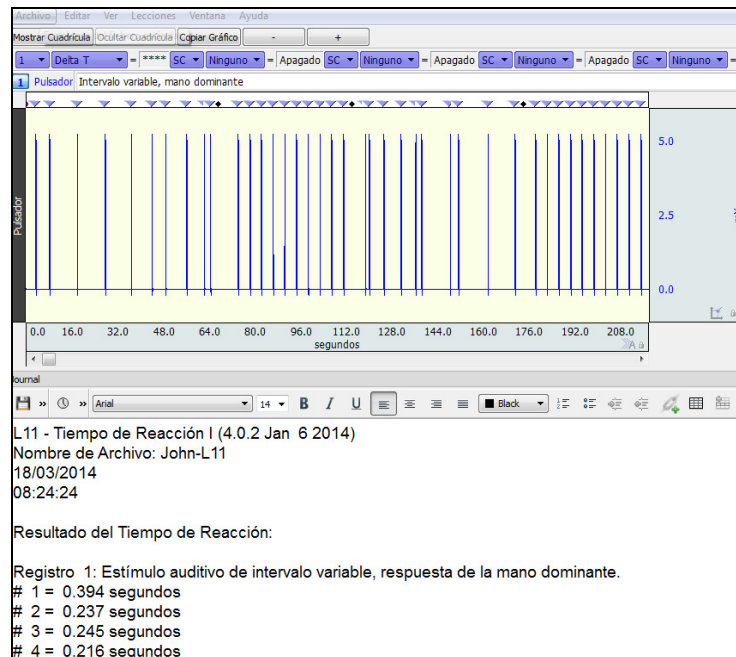 Archivo Editar Ver Lecciones Ventana Ayuda
Mostrar Cuadrícula Ocultar Cuadrícula Copiar Gráfico - +
1 Delta T = **** SC Ninguno = Apagado SC Ninguno = Apagado SC Ninguno = Apagado SC Ninguno =
1 Pulsador Intervalo variable, mano dominante
Pulsador
5.0
2.5
0.0
0.0 16.0 32.0 48.0 64.0 80.0 96.0 112.0 128.0 144.0 160.0 176.0 192.0 208.0
segundos
ournal
» » Arial 14 B I U Black
L11 - Tiempo de Reacción I (4.0.2 Jan 6 2014)
Nombre de Archivo: John-L11
18/03/2014
08:24:24
Resultado del Tiempo de Reacción:
Registro 1: Estímulo auditivo de intervalo variable, respuesta de la mano dominante.
# 1 = 0.394 segundos
# 2 = 0.237 segundos
# 3 = 0.245 segundos
# 4 = 0.216 segundos